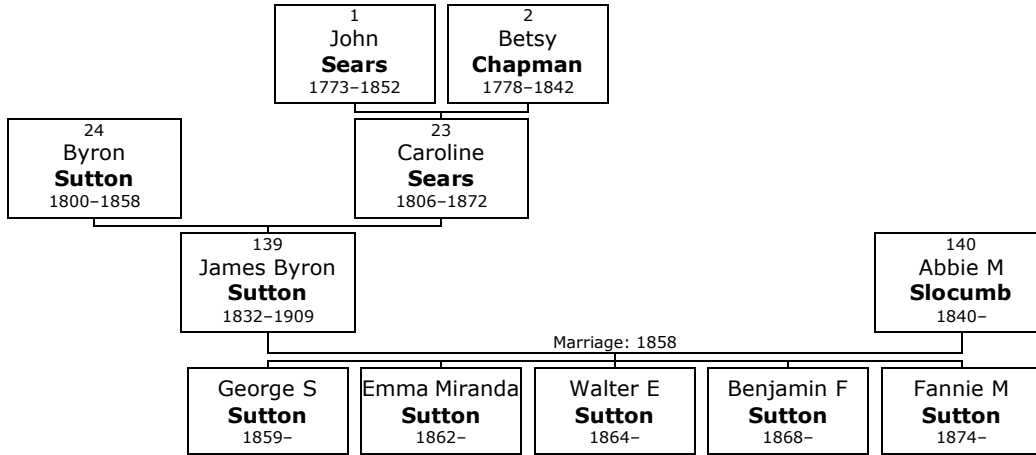 1
John
Sears
1773–1852
2
Betsy
Chapman
1778–1842
24
Byron
Sutton
1800–1858
23
Caroline
Sears
1806–1872
139
James Byron
Sutton
1832–1909
140
Abbie M
Slocumb
1840–
Marriage: 1858
George S
Sutton
1859–
Emma Miranda
Sutton
1862–
Walter E
Sutton
1864–
Benjamin F
Sutton
1868–
Fannie M
Sutton
1874–